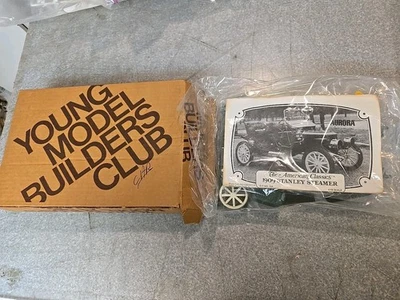 YOUNG
MODEL
BUILDERS
CLUB
AURORA
The American Classics
1909 STANLEY STEAMER